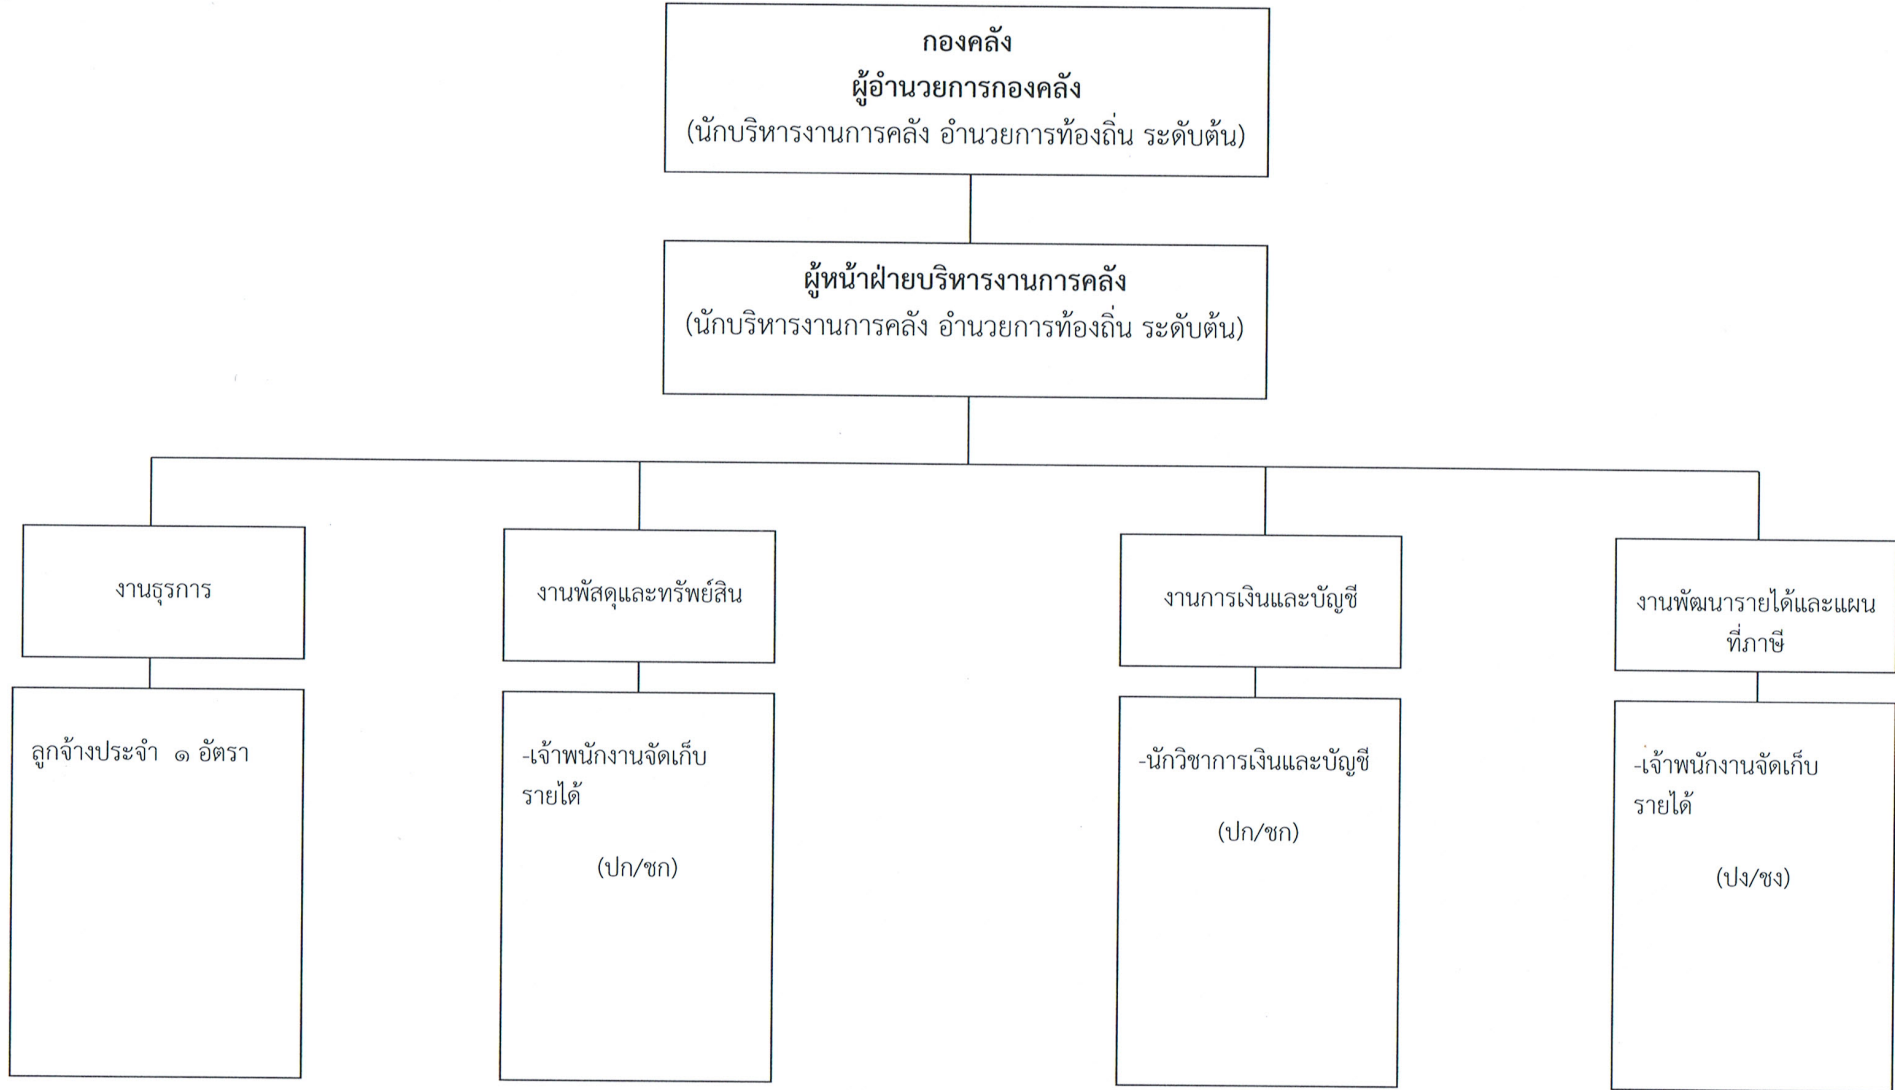 กองคลัง
ผู้อำนวยการกองคลัง
(นักบริหารงานการคลัง อำนวยการท้องถิ่น ระดับต้น)
ผู้หน้าฝ่ายบริหารงานการคลัง
(นักบริหารงานการคลัง อำนวยการท้องถิ่น ระดับต้น)
งานธุรการ
งานพัสดุและทรัพย์สิน
งานการเงินและบัญชี
งานพัฒนารายได้และแผน
ที่ภาษี
ลูกจ้างประจำ ๑ อัตรา
-เจ้าพนักงานจัดเก็บ
รายได้
(ปก/ชก)
-นักวิชาการเงินและบัญชี
(ปก/ชก)
-เจ้าพนักงานจัดเก็บ
รายได้
(ปง/ชง)